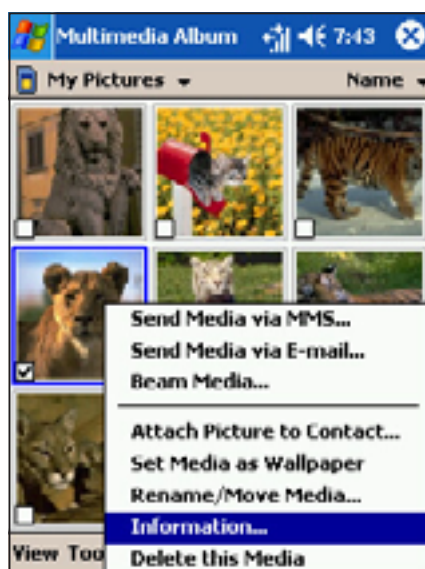 Multimedia Album 7:43
My Pictures Name
Send Media via MMS...
Send Media via E-mail...
Beam Media...
Attach Picture to Contact...
Set Media as Wallpaper
Rename/Move Media...
Information...
View Too
Delete this Media